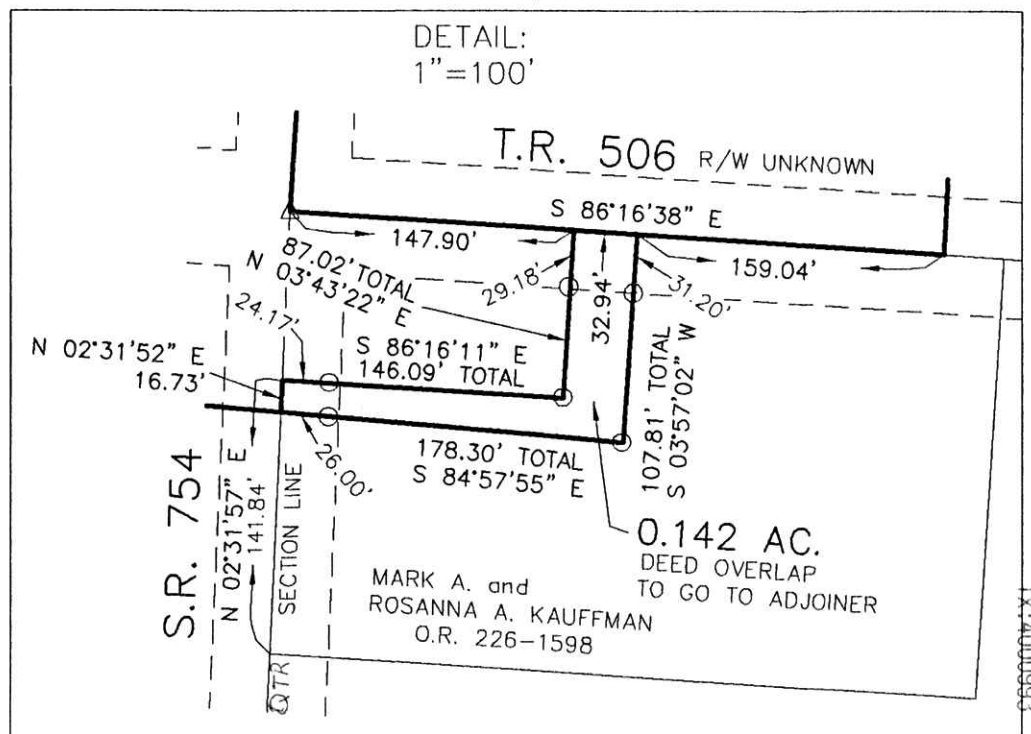 DETAIL:
1"=100'
T.R. 506 R/W UNKNOWN
S 86°16'38" E
147.90'
159.04'
87.02' TOTAL
N 03°43'22" E
29.18'
32.94'
31.20'
24.17'
N 02°31'52" E
16.73'
S 86°16'11" E
146.09' TOTAL
107.81' TOTAL
S 03°57'02" W
178.30' TOTAL
S 84°57'55" E
26.00'
S.R. 754
N 02°31'57" E
141.84'
QTR SECTION LINE
0.142 AC.
DEED OVERLAP
TO GO TO ADJOINER
MARK A. and
ROSANNA A. KAUFFMAN
O.R. 226-1598